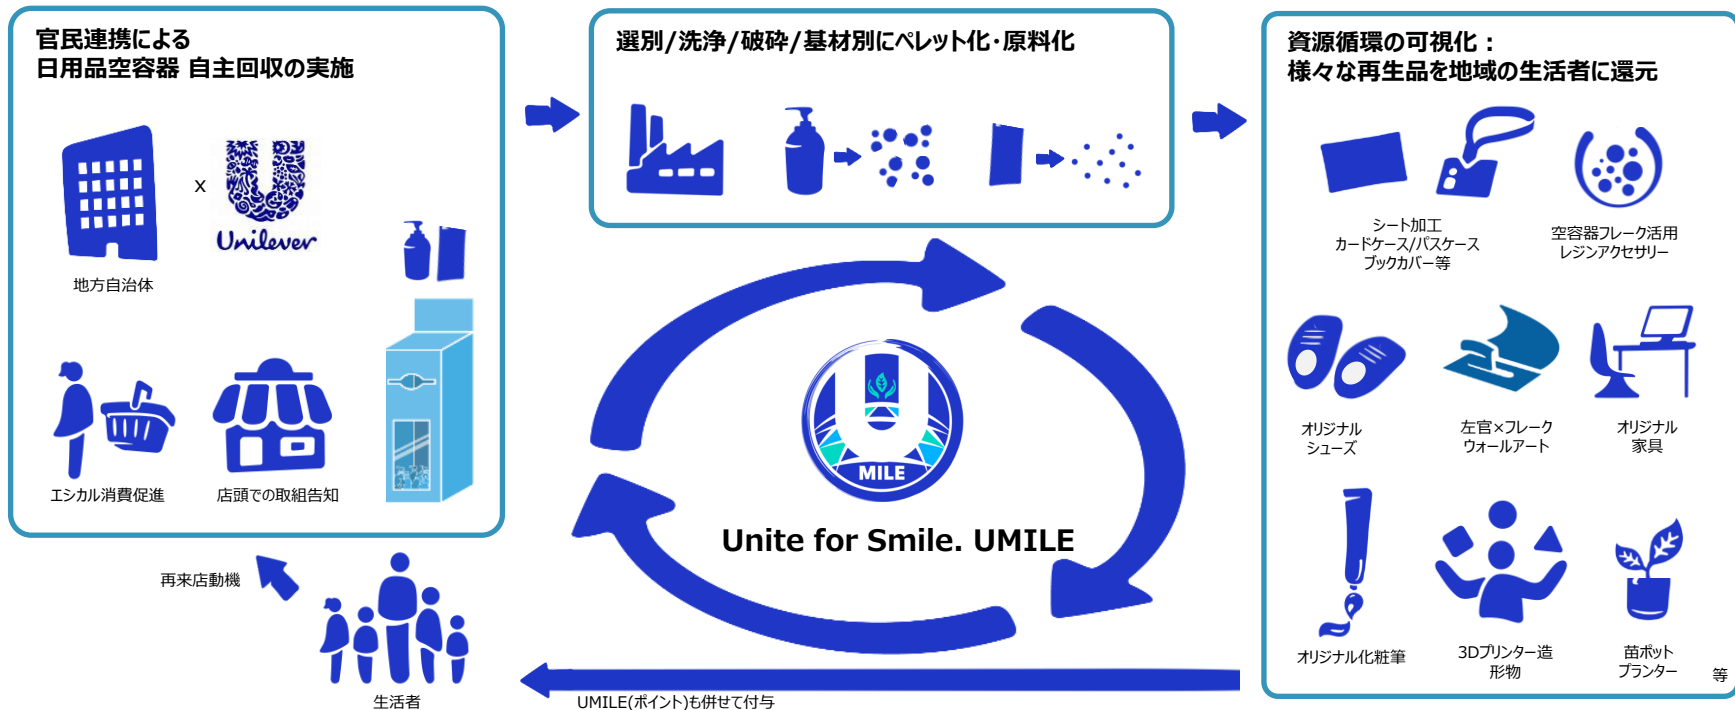 官民連携による
日用品空容器 自主回収の実施
x
Unilever
地方自治体
エシカル消費促進
店頭での取組告知
再来店動機
生活者
選別/洗浄/破砕/基材別にペレット化・原料化
MILE
Unite for Smile. UMILE
UMILE(ポイント)も併せて付与
資源循環の可視化：
様々な再生品を地域の生活者に還元
シート加工
カードケース/パスケース
ブックカバー等
空容器フレーク活用
レジンアクセサリー
オリジナル
シューズ
左官×フレーク
ウォールアート
オリジナル
家具
オリジナル化粧筆
3Dプリンター造
形物
苗ポット
プランター
等